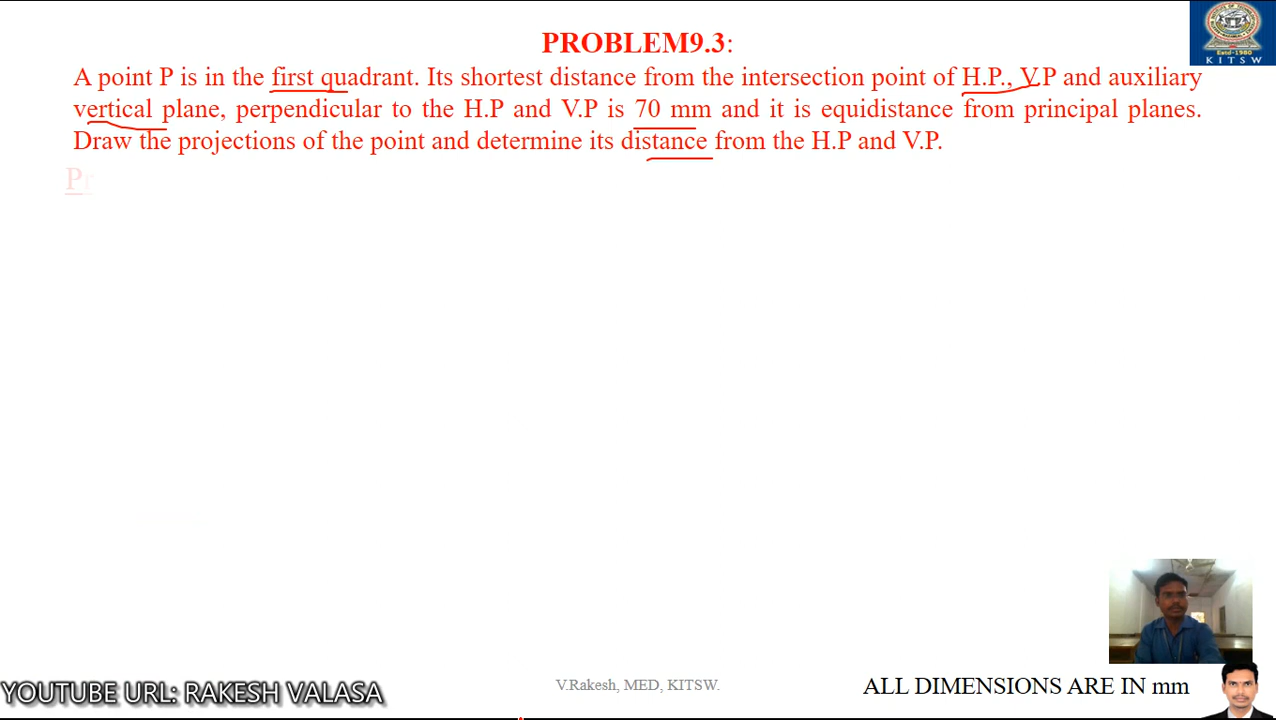 PROBLEM9.3:
A point P is in the first quadrant. Its shortest distance from the intersection point of H.P., V.P and auxiliary
vertical plane, perpendicular to the H.P and V.P is 70 mm and it is equidistance from principal planes.
Draw the projections of the point and determine its distance from the H.P and V.P.
Pr
Estd-1980
K I T S W
V.Rakesh, MED, KITSW.
ALL DIMENSIONS ARE IN mm
YOUTUBE URL: RAKESH VALASA